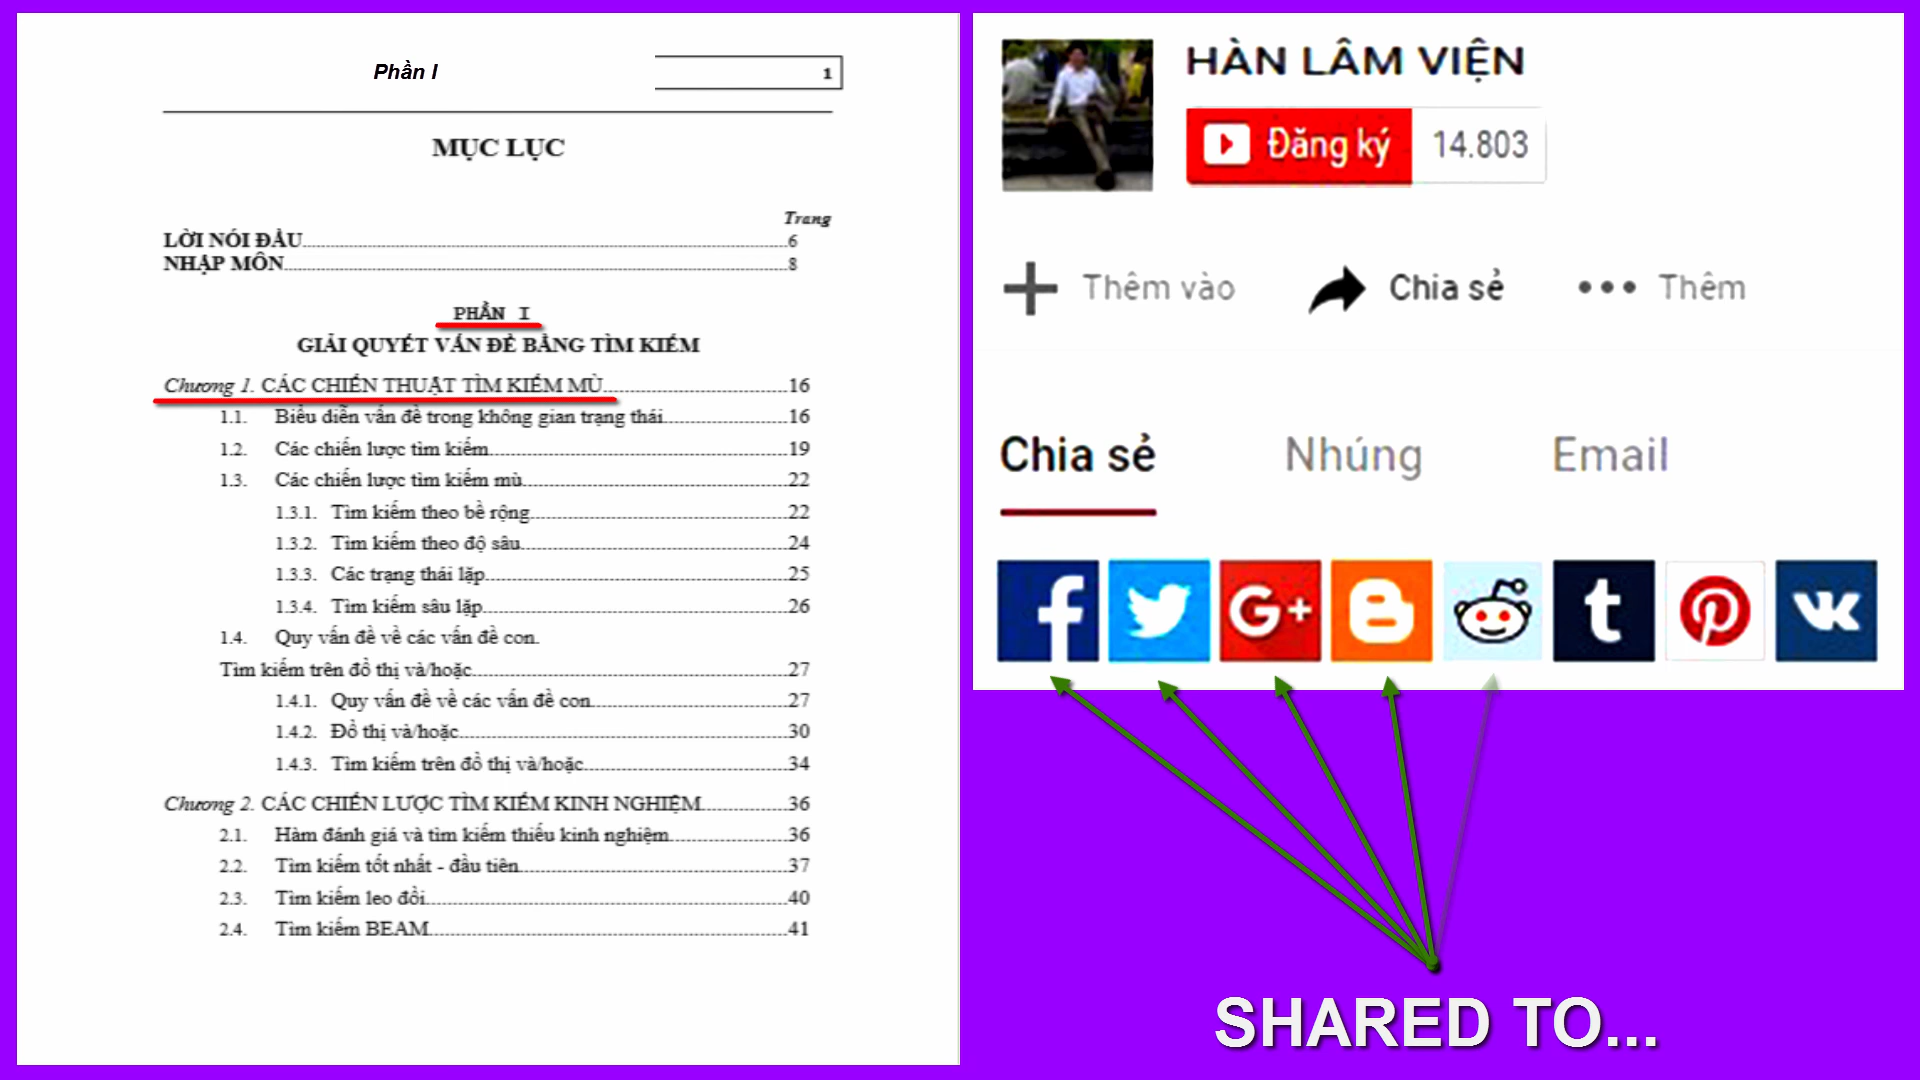 Phần I
1
MỤC LỤC
Trang
LỜI NÓI ĐẦU 6
NHẬP MÔN 8
PHẦN I
GIẢI QUYẾT VẤN ĐỀ BẰNG TÌM KIẾM
Chương 1. CÁC CHIẾN THUẬT TÌM KIẾM MÙ 16
1.1. Biểu diễn vấn đề trong không gian trạng thái 16
1.2. Các chiến lược tìm kiếm 19
1.3. Các chiến lược tìm kiếm mù 22
1.3.1. Tìm kiếm theo bề rộng 22
1.3.2. Tìm kiếm theo độ sâu 24
1.3.3. Các trạng thái lặp 25
1.3.4. Tìm kiếm sâu lặp 26
1.4. Quy vấn đề về các vấn đề con.
Tìm kiếm trên đồ thị và/hoặc 27
1.4.1. Quy vấn đề về các vấn đề con 27
1.4.2. Đồ thị và/hoặc 30
1.4.3. Tìm kiếm trên đồ thị và/hoặc 34
Chương 2. CÁC CHIẾN LƯỢC TÌM KIẾM KINH NGHIỆM 36
2.1. Hàm đánh giá và tìm kiếm thiếu kinh nghiệm 36
2.2. Tìm kiếm tốt nhất - đầu tiên 37
2.3. Tìm kiếm leo đồi 40
2.4. Tìm kiếm BEAM 41
HÀN LÂM VIỆN
Đăng ký 14.803
Thêm vào Chia sẻ Thêm
Chia sẻ Nhúng Email
SHARED TO...